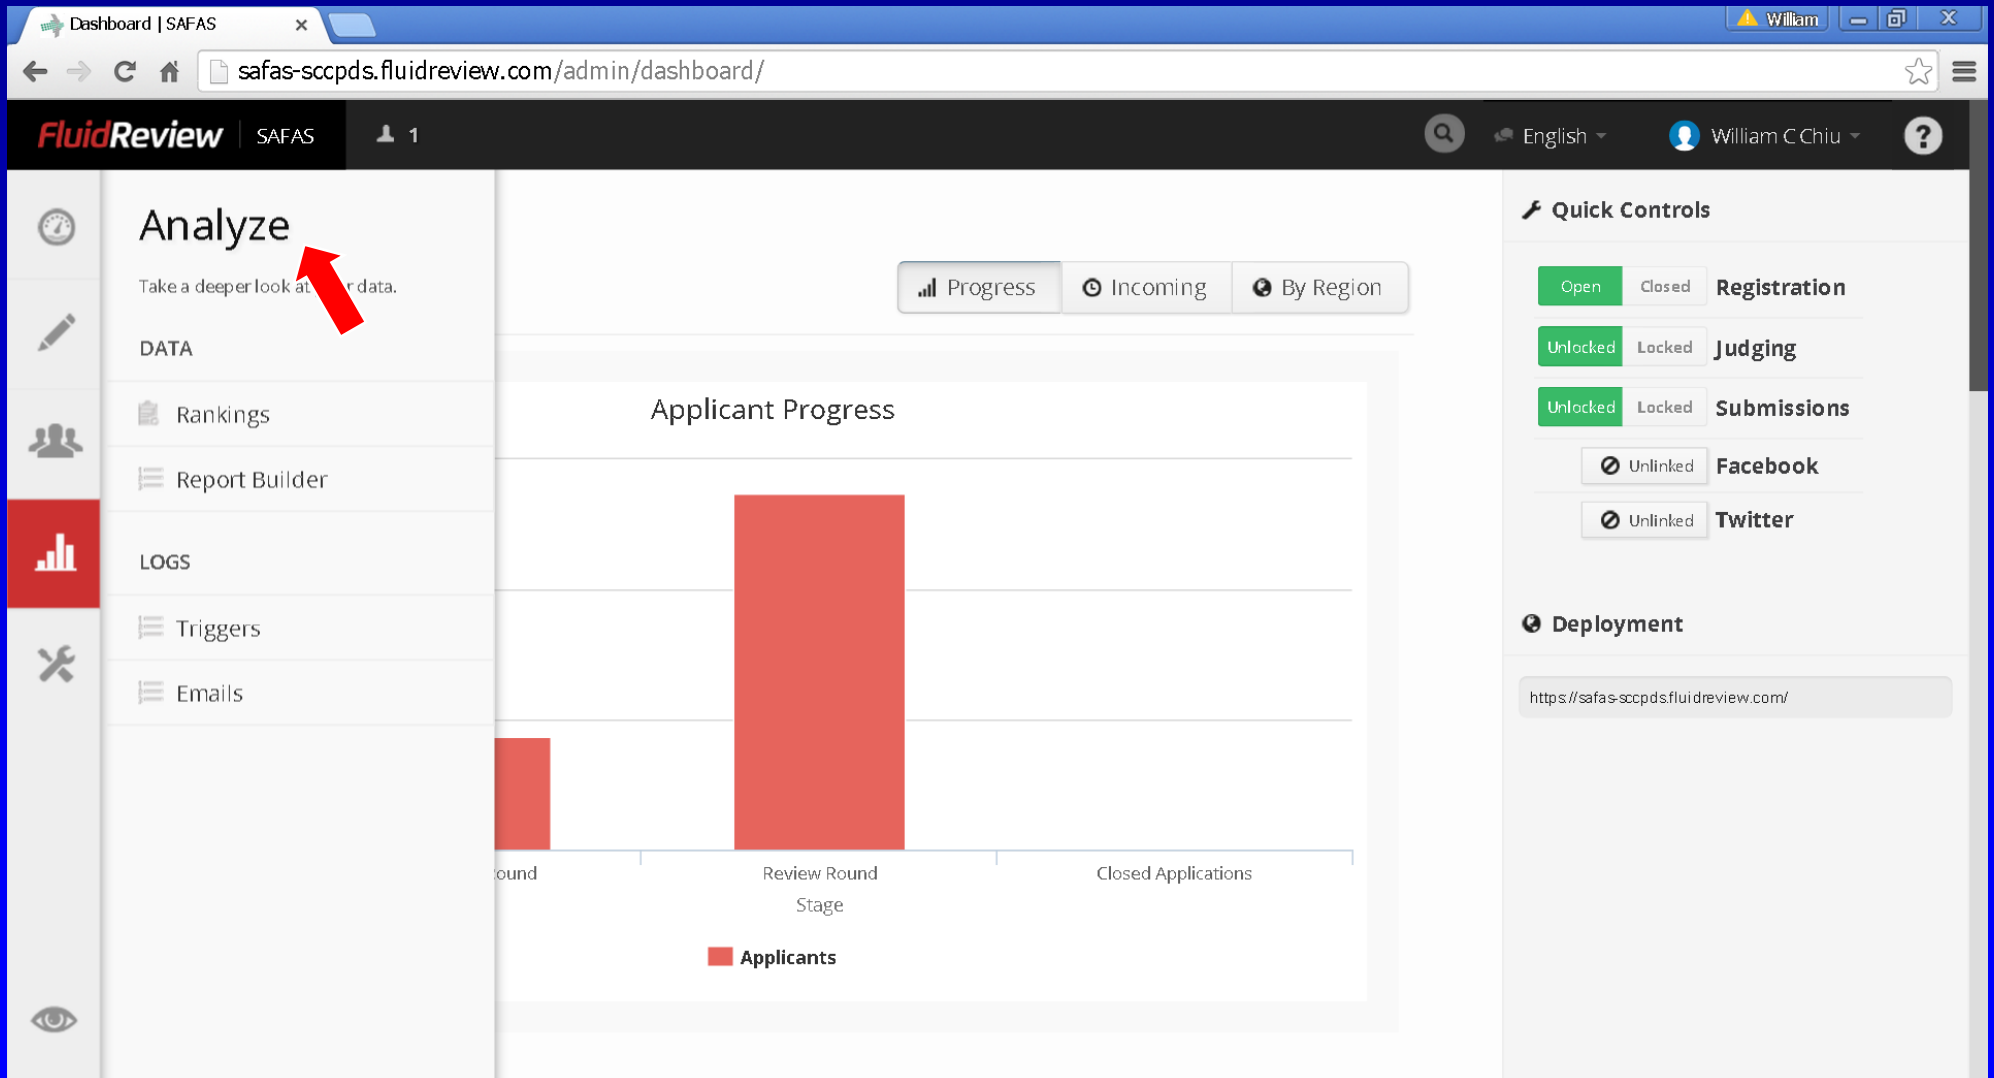 Dashboard | SAFAS
William
safas-sccpds.fluidreview.com/admin/dashboard/
FluidReview SAFAS 1 English William C Chiu ?
Analyze
Take a deeper look at data.
DATA
Rankings
Report Builder
LOGS
Triggers
Emails
Progress Incoming By Region
Applicant Progress
Review Round
Closed Applications
Stage
Applicants
Quick Controls
Open Closed Registration
Unlocked Locked Judging
Unlocked Locked Submissions
Unlinked Facebook
Unlinked Twitter
Deployment
https://safas-sccpds.fluidreview.com/